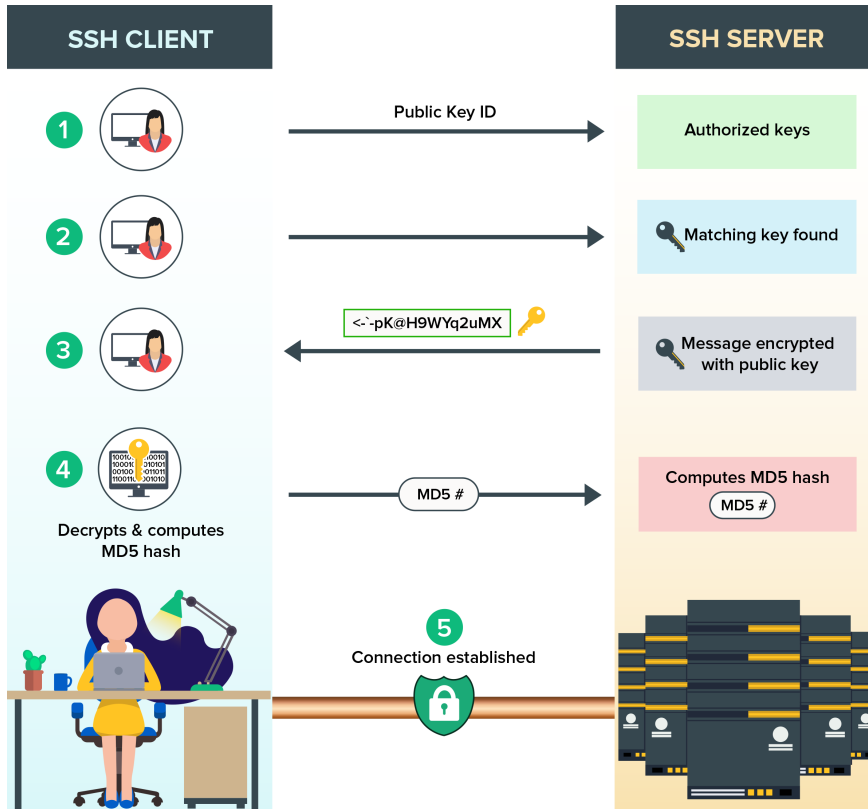 SSH CLIENT
SSH SERVER
1
Public Key ID
Authorized keys
2
Matching key found
3
<-`-pK@H9WYq2uMX
Message encrypted
with public key
4
Decrypts & computes
MD5 hash
MD5 #
Computes MD5 hash
MD5 #
5
Connection established